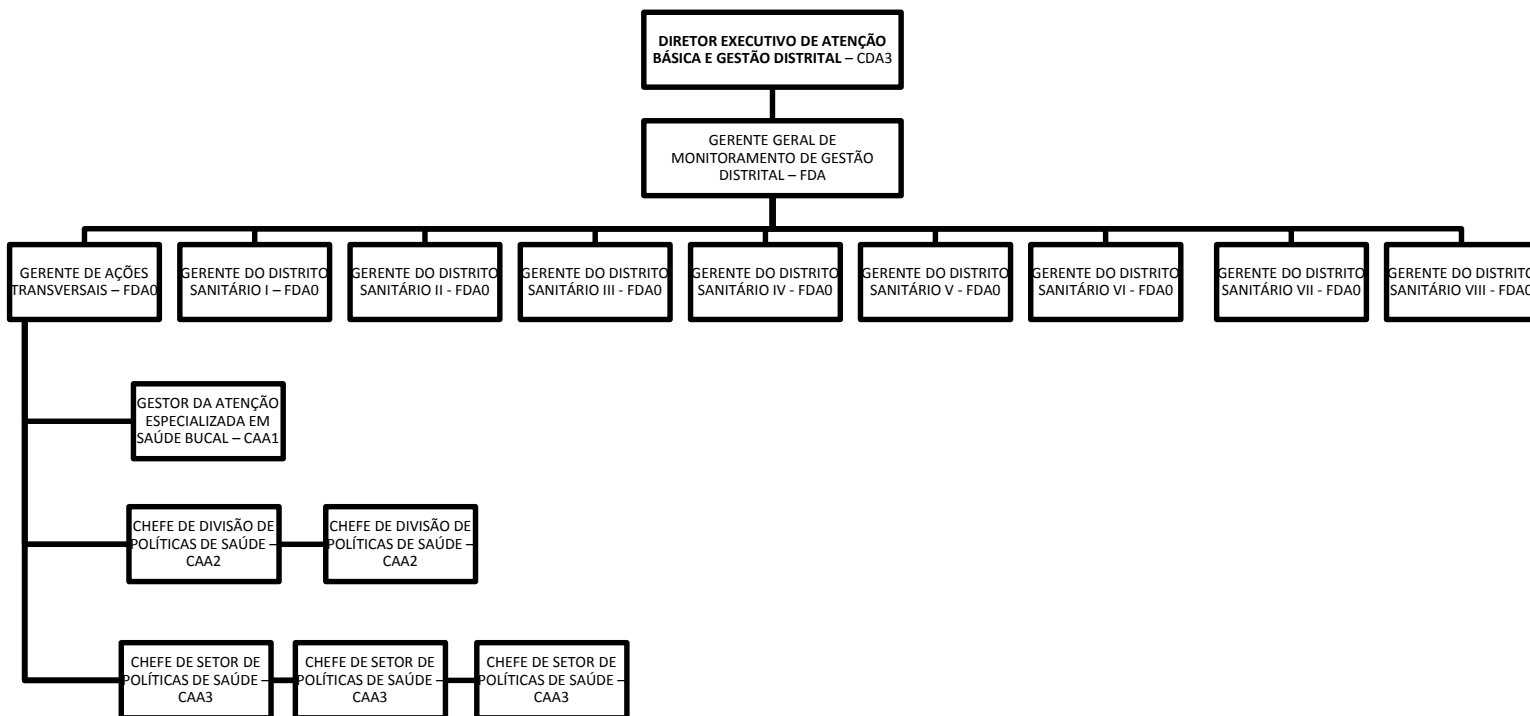 DIRETOR EXECUTIVO DE ATENÇÃO
BÁSICA E GESTÃO DISTRITAL – CDA3
GERENTE GERAL DE
MONITORAMENTO DE GESTÃO
DISTRITAL – FDA
GERENTE DE AÇÕES
TRANSVERSAIS – FDA0
GERENTE DO DISTRITO
SANITÁRIO I – FDA0
GERENTE DO DISTRITO
SANITÁRIO II - FDA0
GERENTE DO DISTRITO
SANITÁRIO III - FDA0
GERENTE DO DISTRITO
SANITÁRIO IV - FDA0
GERENTE DO DISTRITO
SANITÁRIO V - FDA0
GERENTE DO DISTRITO
SANITÁRIO VI - FDA0
GERENTE DO DISTRITO
SANITÁRIO VII - FDA0
GERENTE DO DISTRITO
SANITÁRIO VIII - FDA0
GESTOR DA ATENÇÃO
ESPECIALIZADA EM
SAÚDE BUCAL – CAA1
CHEFE DE DIVISÃO DE
POLÍTICAS DE SAÚDE –
CAA2
CHEFE DE DIVISÃO DE
POLÍTICAS DE SAÚDE –
CAA2
CHEFE DE SETOR DE
POLÍTICAS DE SAÚDE –
CAA3
CHEFE DE SETOR DE
POLÍTICAS DE SAÚDE –
CAA3
CHEFE DE SETOR DE
POLÍTICAS DE SAÚDE –
CAA3